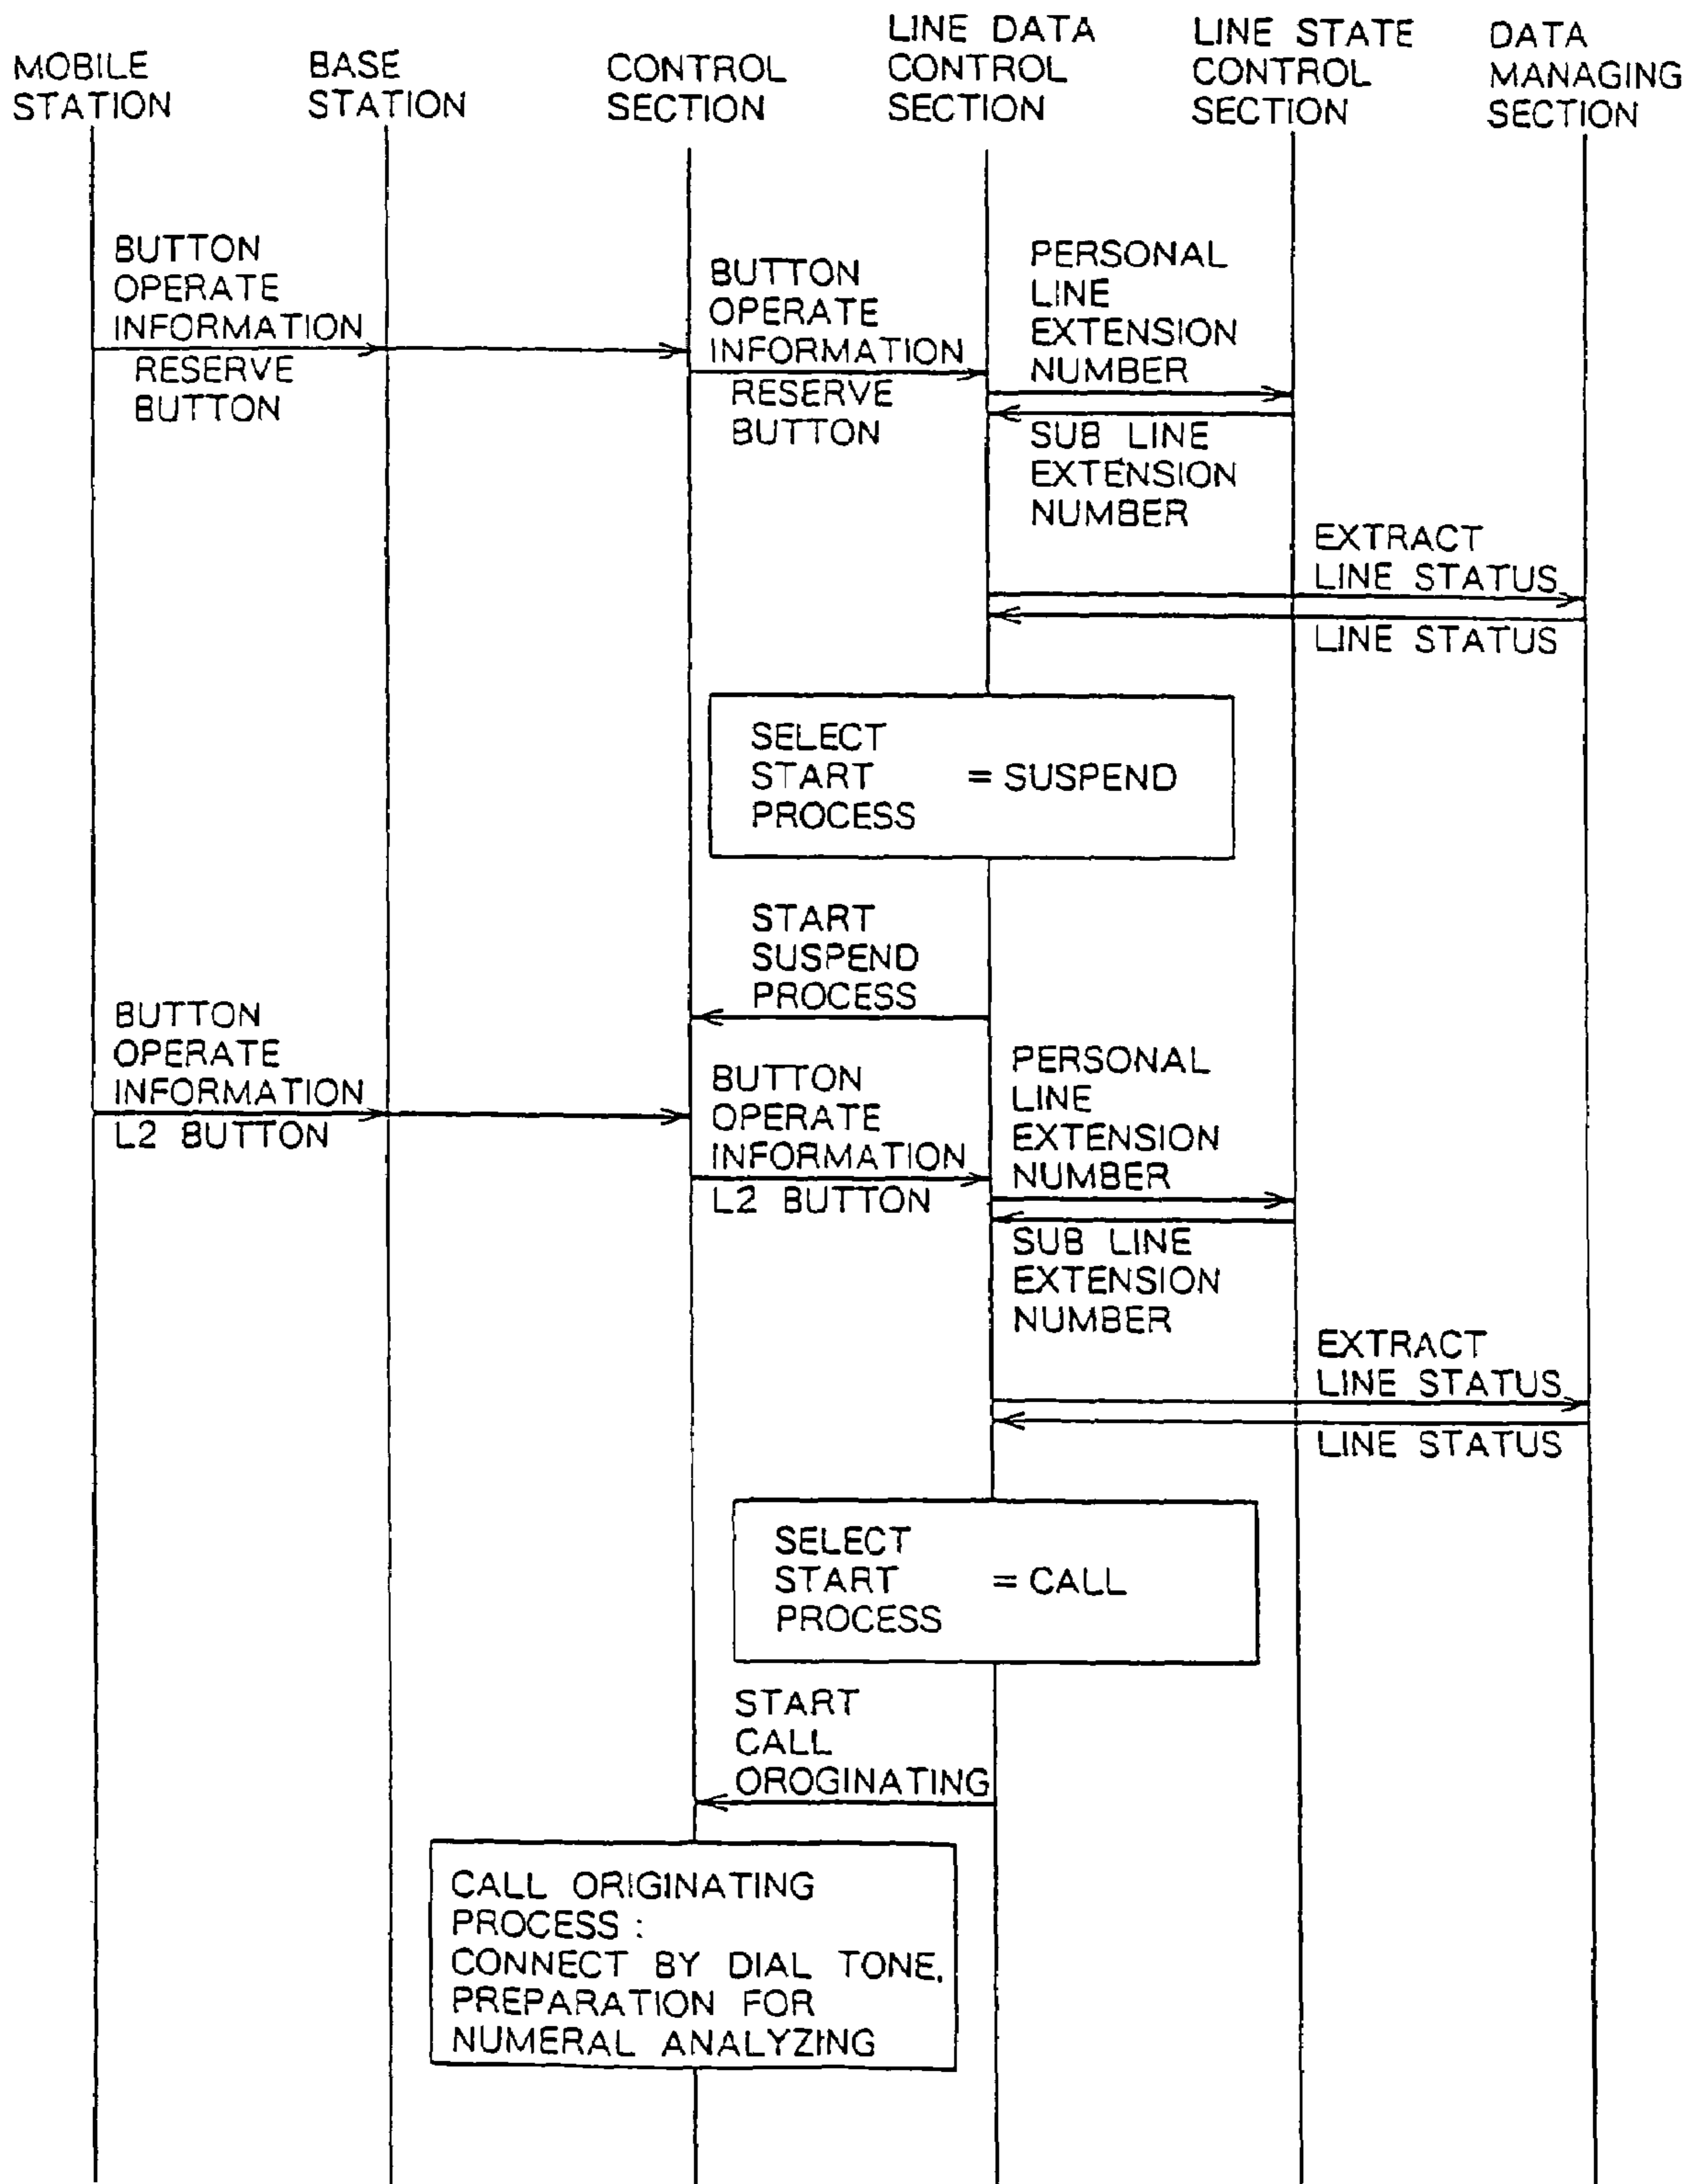 MOBILE
STATION
BASE
STATION
CONTROL
SECTION
LINE DATA
CONTROL
SECTION
LINE STATE
CONTROL
SECTION
DATA
MANAGING
SECTION
BUTTON
OPERATE
INFORMATION
RESERVE
BUTTON
BUTTON
OPERATE
INFORMATION
RESERVE
BUTTON
PERSONAL
LINE
EXTENSION
NUMBER
SUB LINE
EXTENSION
NUMBER
EXTRACT
LINE STATUS
LINE STATUS
SELECT
START = SUSPEND
PROCESS
START
SUSPEND
PROCESS
BUTTON
OPERATE
INFORMATION
L2 BUTTON
BUTTON
OPERATE
INFORMATION
L2 BUTTON
PERSONAL
LINE
EXTENSION
NUMBER
SUB LINE
EXTENSION
NUMBER
EXTRACT
LINE STATUS
LINE STATUS
SELECT
START = CALL
PROCESS
START
CALL
OROGINATING
CALL ORIGINATING
PROCESS :
CONNECT BY DIAL TONE,
PREPARATION FOR
NUMERAL ANALYZING